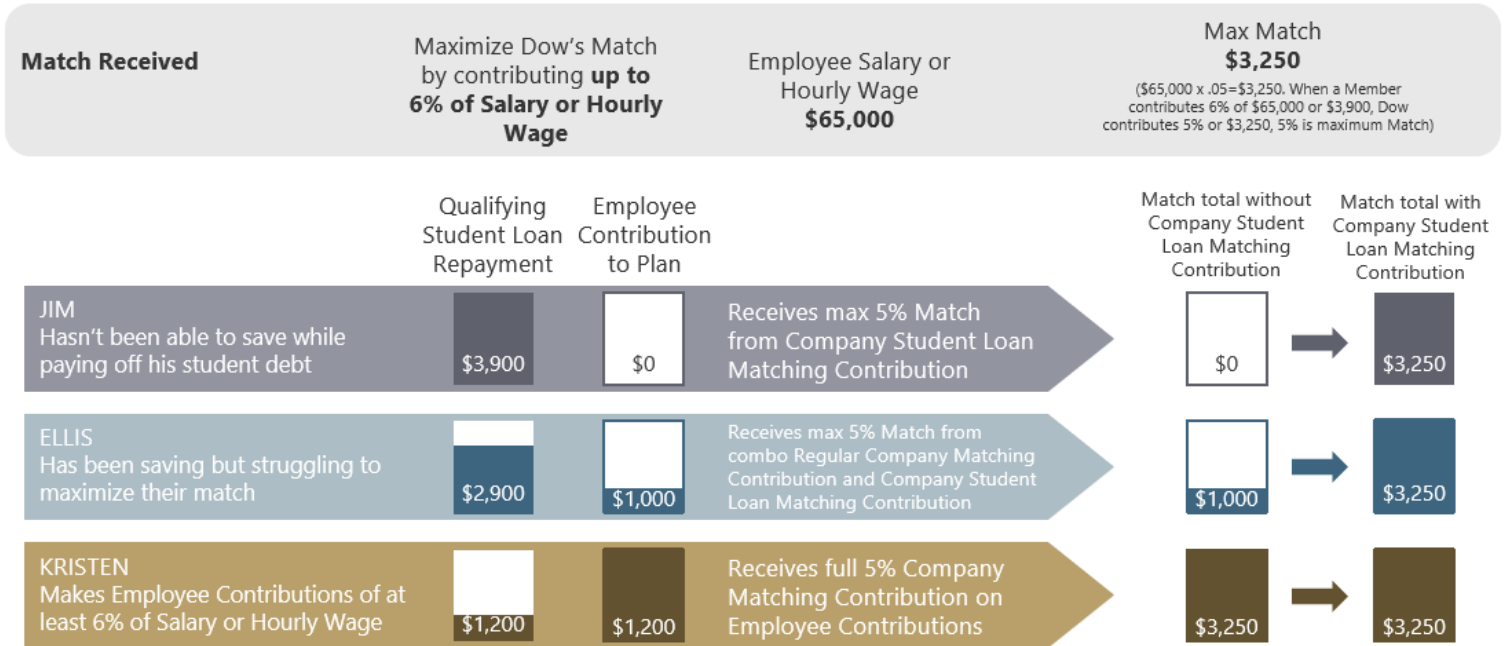 Match Received
Maximize Dow's Match
by contributing up to
6% of Salary or Hourly
Wage
Employee Salary or
Hourly Wage
$65,000
Max Match
$3,250
($65,000 x .05=$3,250. When a Member
contributes 6% of $65,000 or $3,900, Dow
contributes 5% or $3,250, 5% is maximum Match)
Qualifying
Student Loan
Repayment
Employee
Contribution
to Plan
Match total without
Company Student
Loan Matching
Contribution
Match total with
Company Student
Loan Matching
Contribution
JIM
Hasn't been able to save while
paying off his student debt
$3,900
$0
Receives max 5% Match
from Company Student Loan
Matching Contribution
$0
$3,250
ELLIS
Has been saving but struggling to
maximize their match
$2,900
$1,000
Receives max 5% Match from
combo Regular Company Matching
Contribution and Company Student
Loan Matching Contribution
$1,000
$3,250
KRISTEN
Makes Employee Contributions of at
least 6% of Salary or Hourly Wage
$1,200
$1,200
Receives full 5% Company
Matching Contribution on
Employee Contributions
$3,250
$3,250